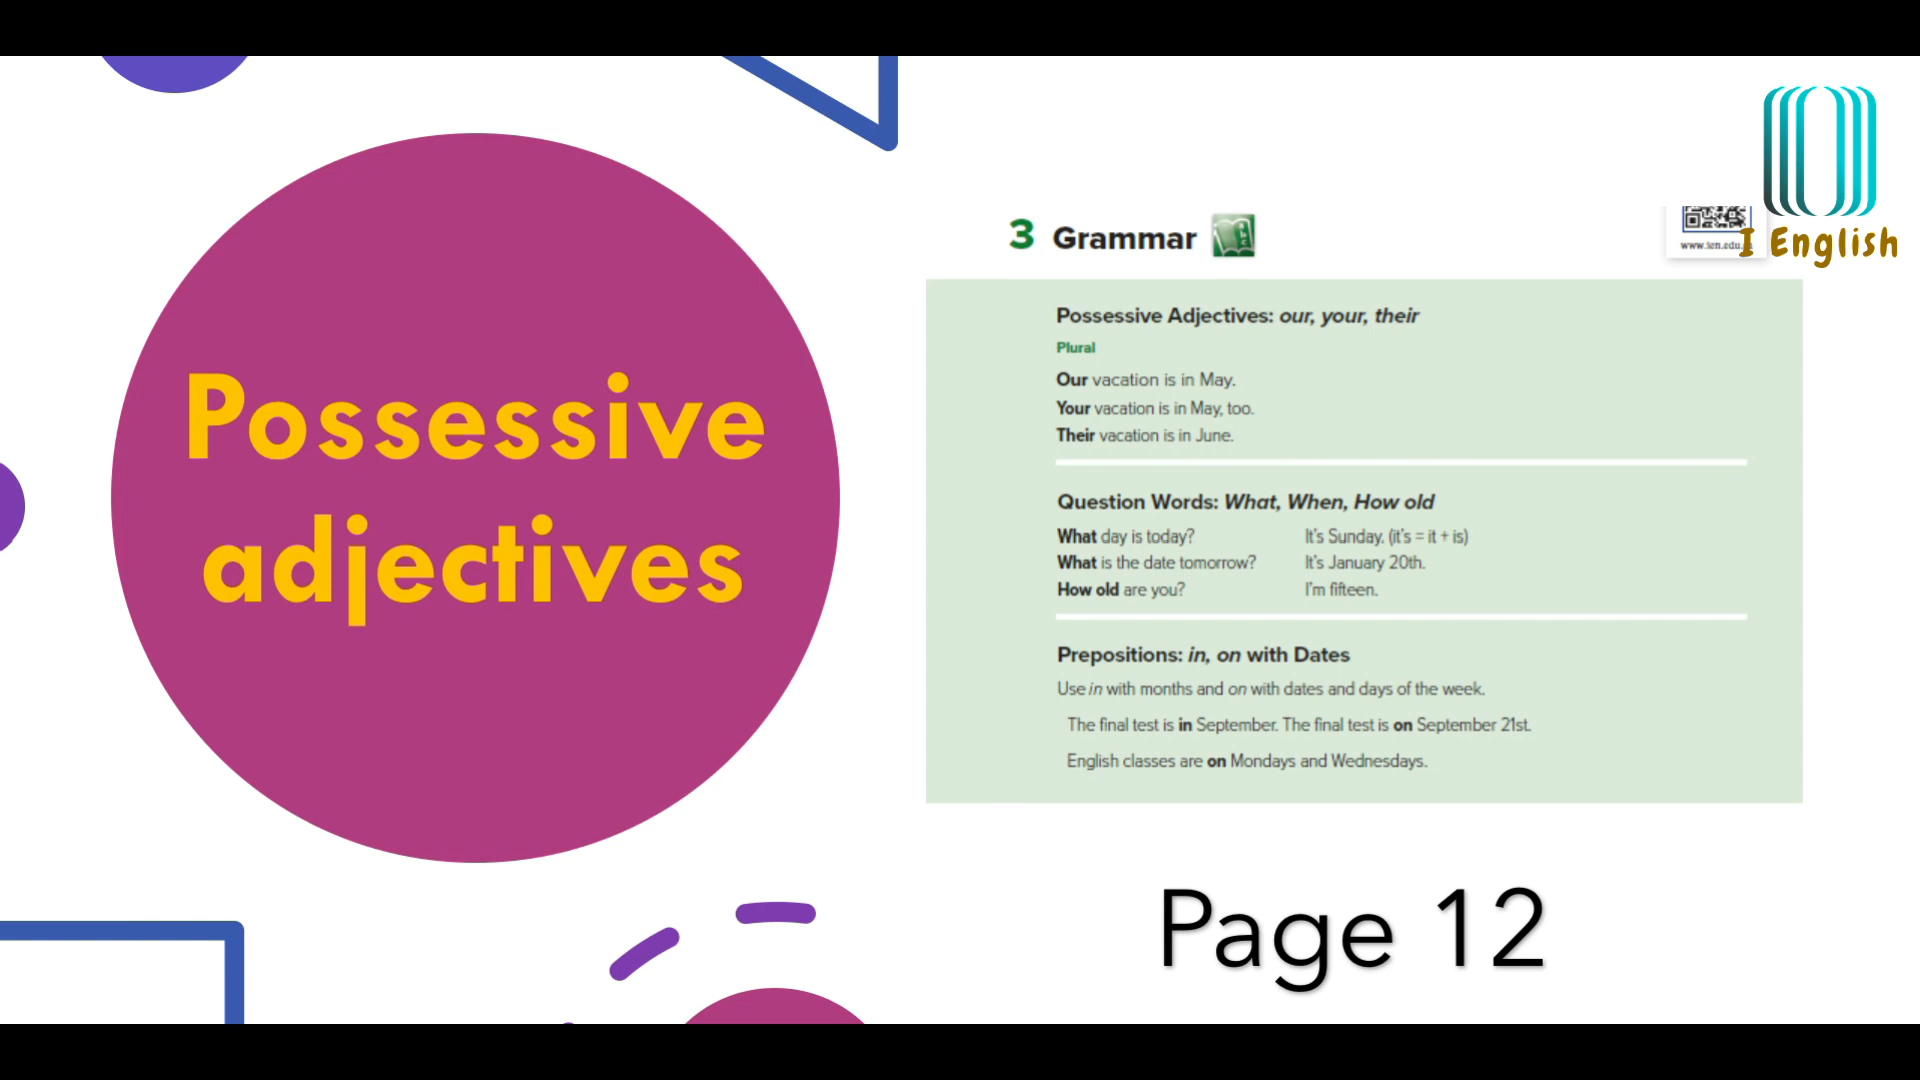 Possessive
adjectives
I English
3 Grammar
Possessive Adjectives: our, your, their
Plural
Our vacation is in May.
Your vacation is in May, too.
Their vacation is in June.
Question Words: What, When, How old
What day is today? It's Sunday. (it's = it + is)
What is the date tomorrow? It's January 20th.
How old are you? I'm fifteen.
Prepositions: in, on with Dates
Use in with months and on with dates and days of the week.
The final test is in September. The final test is on September 21st.
English classes are on Mondays and Wednesdays.
Page 12